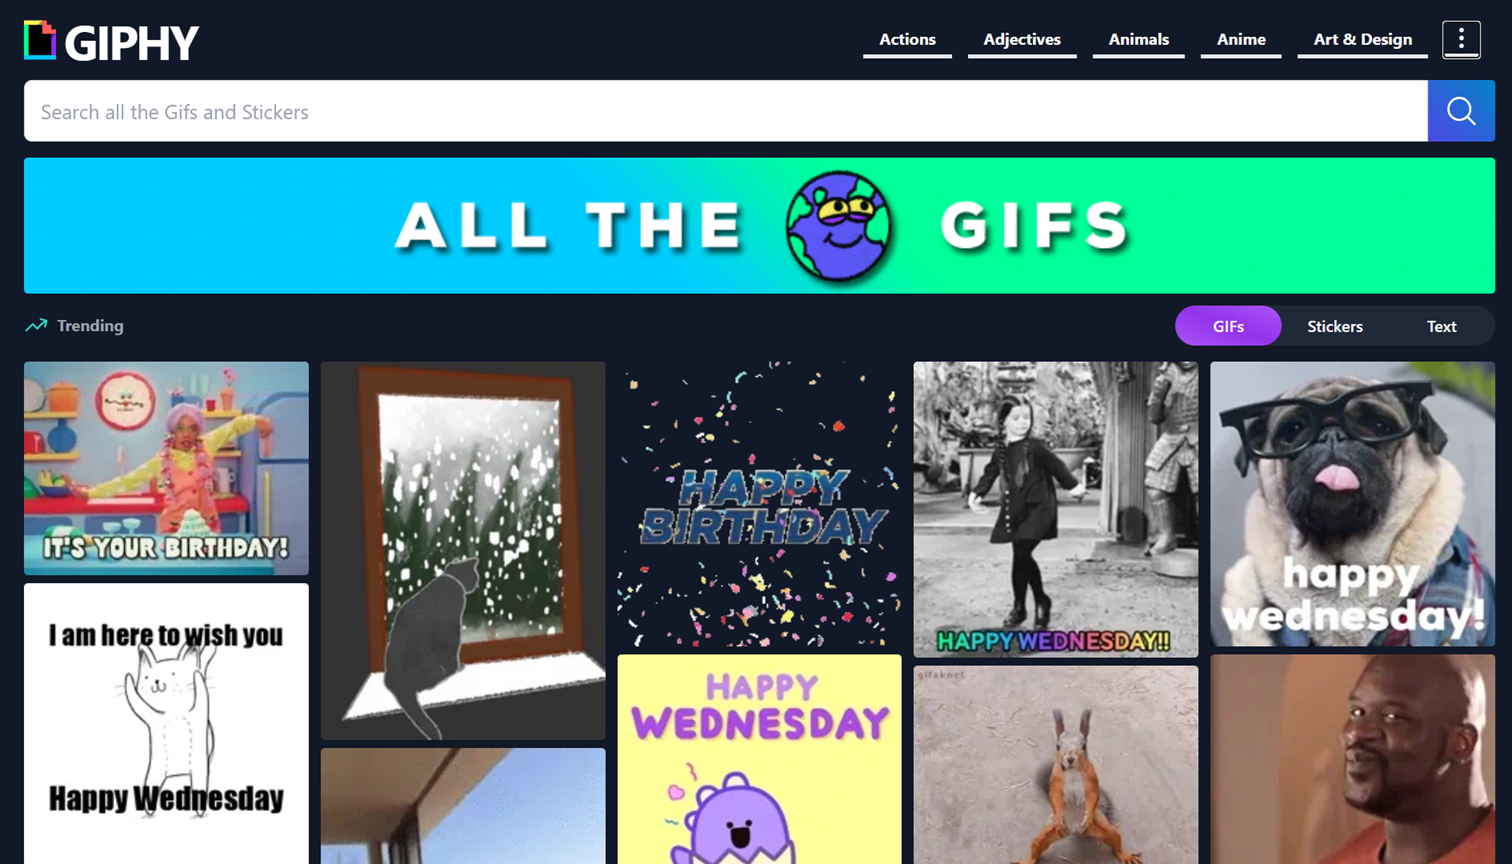 GIPHY
Actions
Adjectives
Animals
Anime
Art & Design
Search all the Gifs and Stickers
ALL THE GIFS
Trending
GIFs
Stickers
Text
IT'S YOUR BIRTHDAY!
HAPPY
BIRTHDAY
HAPPY WEDNESDAY!!
happy
wednesday!
I am here to wish you
Happy Wednesday
HAPPY
WEDNESDAY
gifaknet